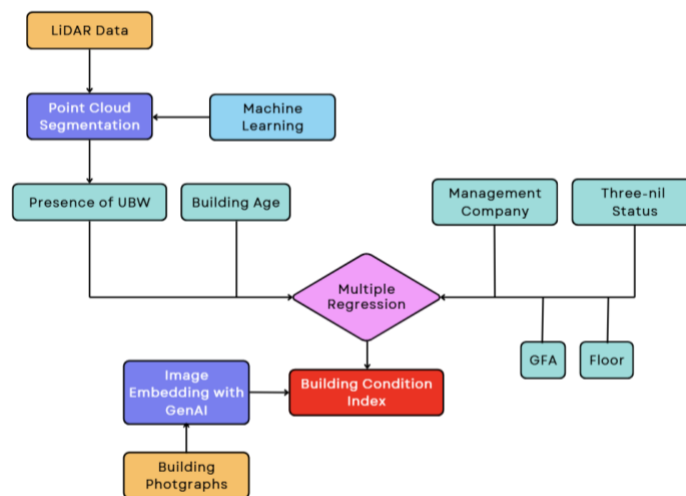 LiDAR Data
Point Cloud
Segmentation
Machine
Learning
Presence of UBW
Building Age
Management
Company
Three-nil
Status
Multiple
Regression
GFA
Floor
Image
Embedding with
GenAI
Building Condition
Index
Building Photgraphs